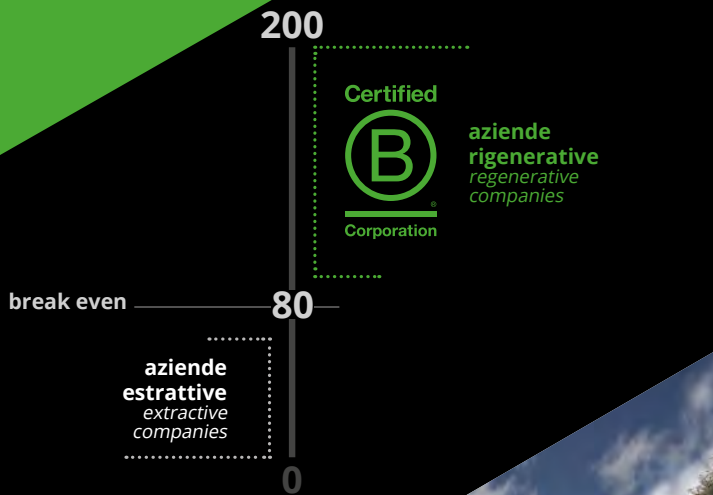 200
Certified
B
®
Corporation
aziende
rigenerative
regenerative
companies
break even
80
aziende
estrattive
extractive
companies
0